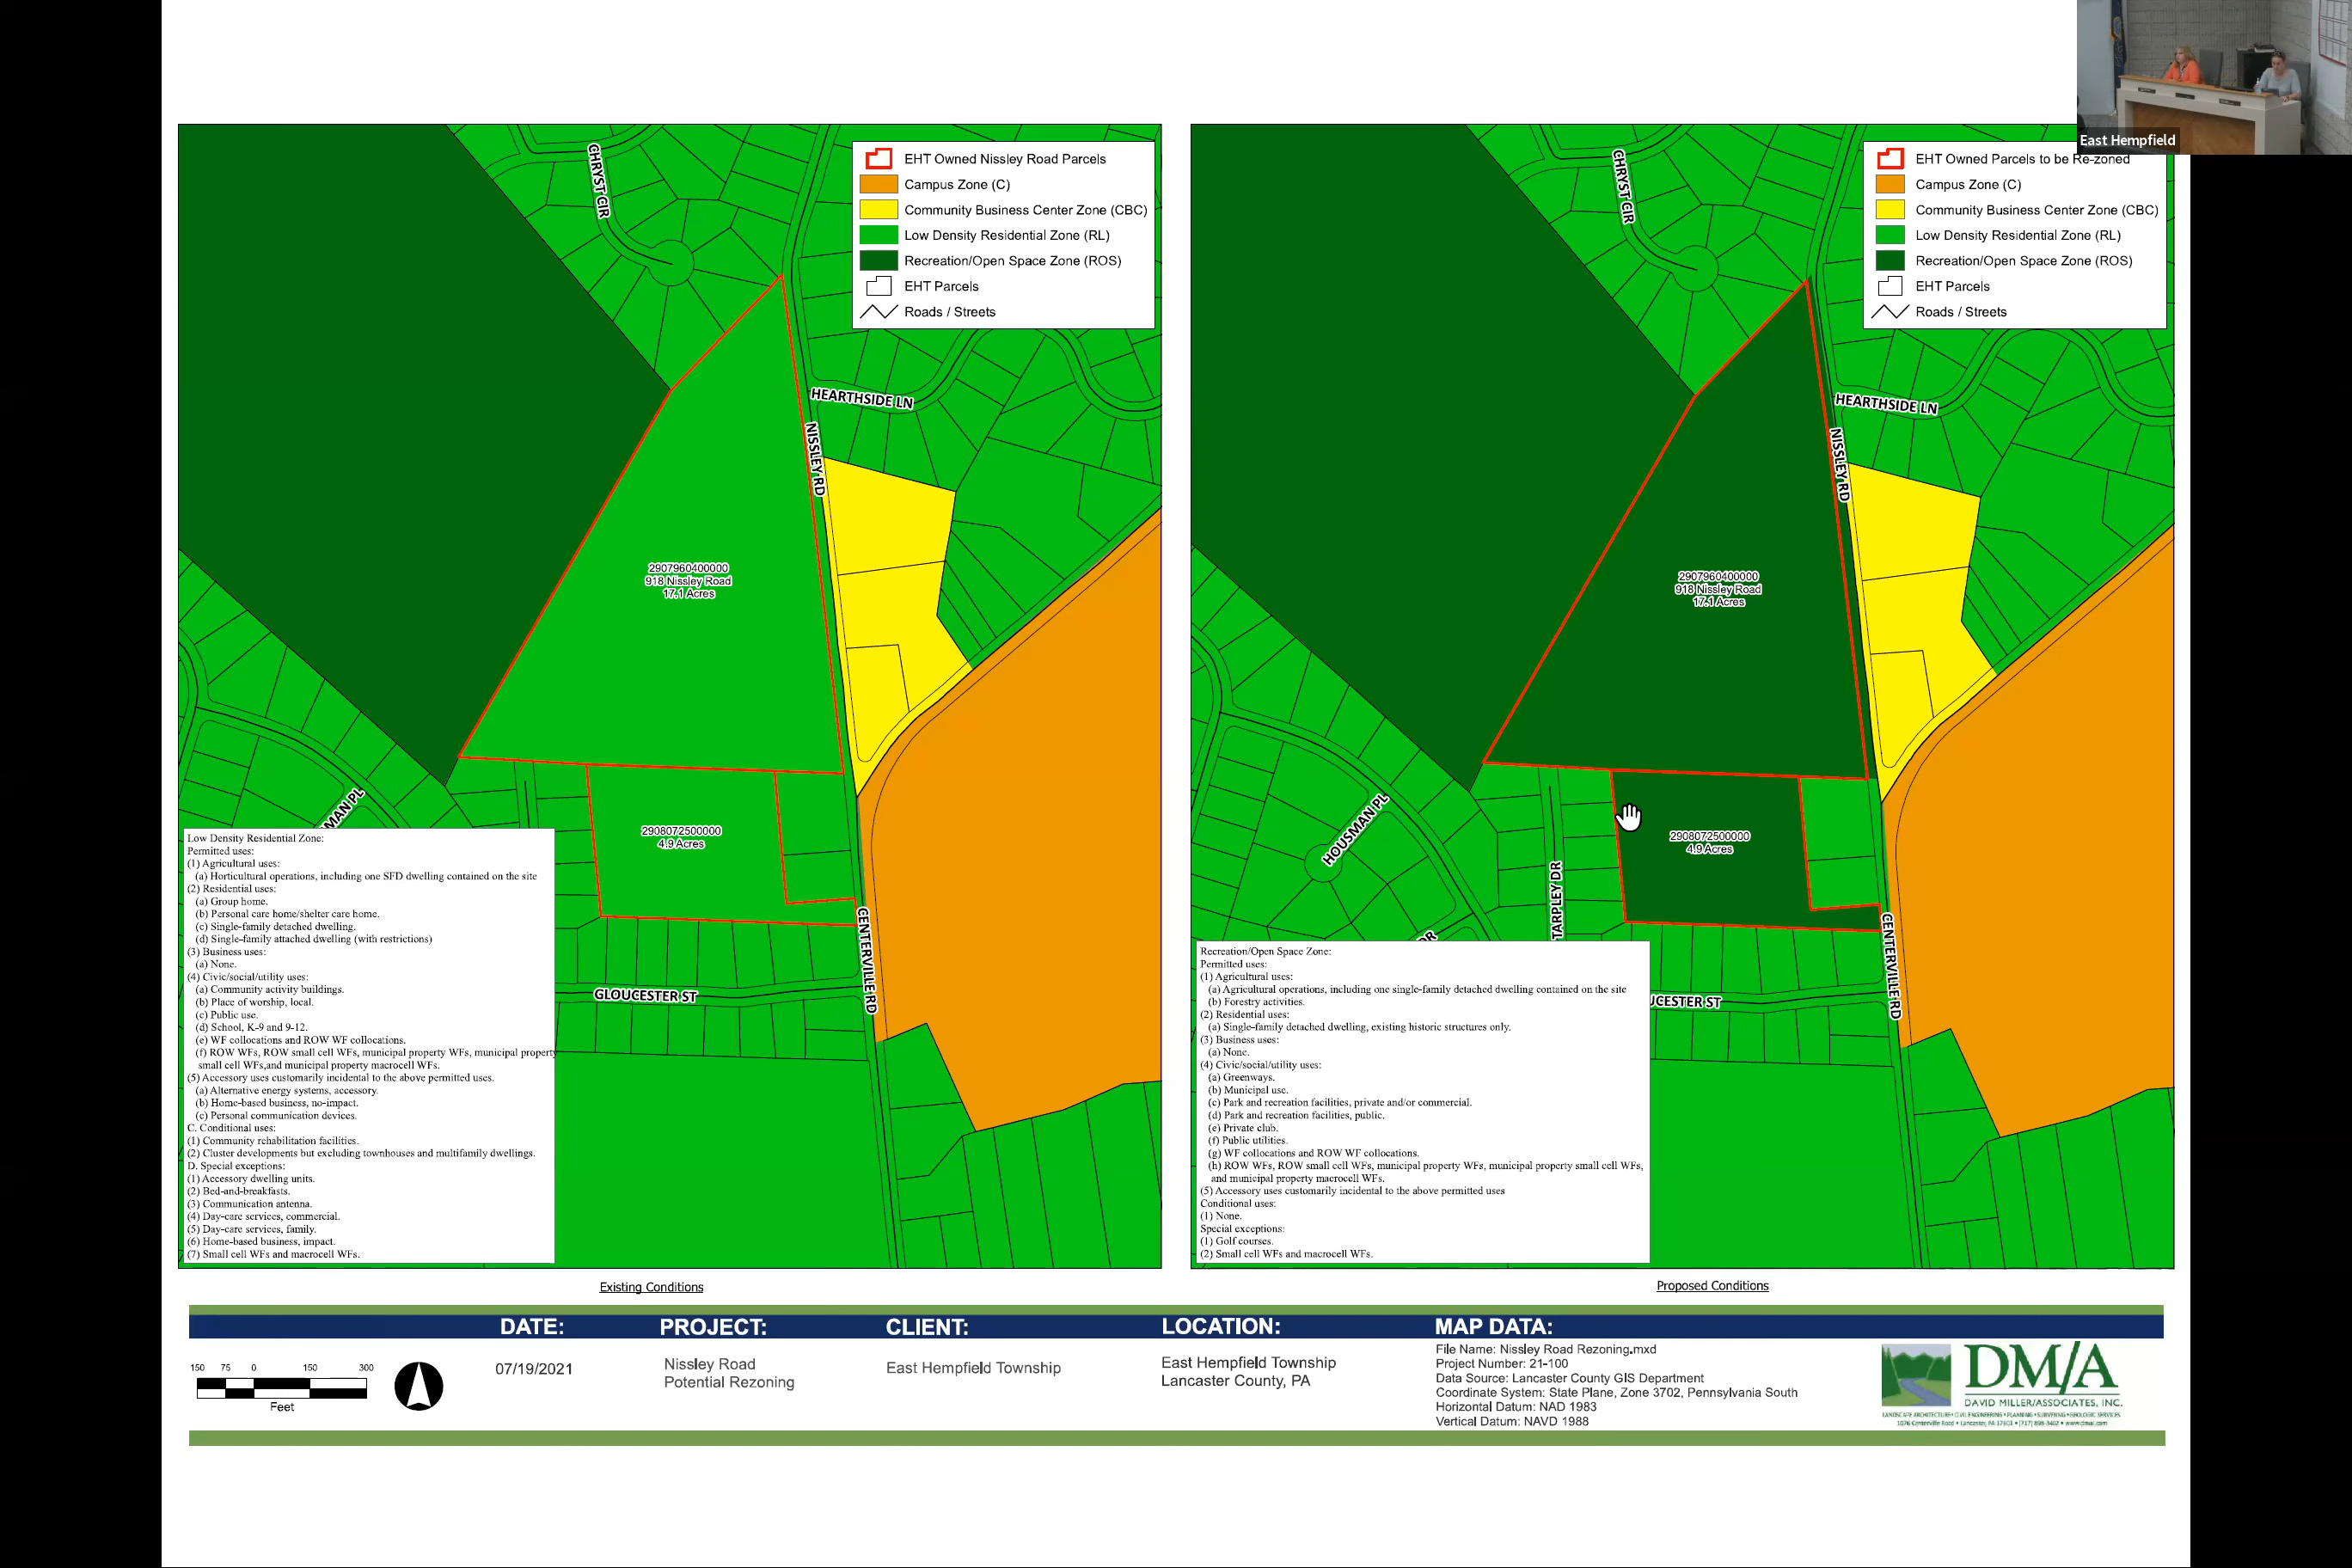 East Hempfield
CHRYST CIR
EHT Owned Nissley Road Parcels
Campus Zone (C)
Community Business Center Zone (CBC)
Low Density Residential Zone (RL)
Recreation/Open Space Zone (ROS)
EHT Parcels
Roads / Streets
HEARTHSIDE LN
NISSLEY RD
2907960400000
918 Nissley Road
17.1 Acres
MAN PL
2908072500000
4.9 Acres
CENTERVILLE RD
GLOUCESTER ST
Low Density Residential Zone:
Permitted uses:
(1) Agricultural uses:
(a) Horticultural operations, including one SFD dwelling contained on the site
(2) Residential uses:
(a) Group home.
(b) Personal care home/shelter care home.
(c) Single-family detached dwelling.
(d) Single-family attached dwelling (with restrictions)
(3) Business uses:
(a) None.
(4) Civic/social/utility uses:
(a) Community activity buildings.
(b) Place of worship, local.
(c) Public use.
(d) School, K-9 and 9-12.
(e) WF collocations and ROW WF collocations.
(f) ROW WFs, ROW small cell WFs, municipal property WFs, municipal property
small cell WFs,and municipal property macrocell WFs.
(5) Accessory uses customarily incidental to the above permitted uses.
(a) Alternative energy systems, accessory.
(b) Home-based business, no-impact.
(c) Personal communication devices.
C. Conditional uses:
(1) Community rehabilitation facilities.
(2) Cluster developments but excluding townhouses and multifamily dwellings.
D. Special exceptions:
(1) Accessory dwelling units.
(2) Bed-and-breakfasts.
(3) Communication antenna.
(4) Day-care services, commercial.
(5) Day-care services, family.
(6) Home-based business, impact.
(7) Small cell WFs and macrocell WFs.
Existing Conditions
CHRYST CIR
EHT Owned Parcels to be Re-zoned
Campus Zone (C)
Community Business Center Zone (CBC)
Low Density Residential Zone (RL)
Recreation/Open Space Zone (ROS)
EHT Parcels
Roads / Streets
HEARTHSIDE LN
NISSLEY RD
2907960400000
918 Nissley Road
17.1 Acres
HOUSMAN PL
2908072500000
4.9 Acres
TARPLEY DR
DR
CENTERVILLE RD
UCESTER ST
Recreation/Open Space Zone:
Permitted uses:
(1) Agricultural uses:
(a) Agricultural operations, including one single-family detached dwelling contained on the site
(b) Forestry activities.
(2) Residential uses:
(a) Single-family detached dwelling, existing historic structures only.
(3) Business uses:
(a) None.
(4) Civic/social/utility uses:
(a) Greenways.
(b) Municipal use.
(c) Park and recreation facilities, private and/or commercial.
(d) Park and recreation facilities, public.
(e) Private club.
(f) Public utilities.
(g) WF collocations and ROW WF collocations.
(h) ROW WFs, ROW small cell WFs, municipal property WFs, municipal property small cell WFs,
and municipal property macrocell WFs.
(5) Accessory uses customarily incidental to the above permitted uses
Conditional uses:
(1) None.
Special exceptions:
(1) Golf courses.
(2) Small cell WFs and macrocell WFs.
Proposed Conditions
150 75 0 150 300
Feet
DATE:
07/19/2021
PROJECT:
Nissley Road
Potential Rezoning
CLIENT:
East Hempfield Township
LOCATION:
East Hempfield Township
Lancaster County, PA
MAP DATA:
File Name: Nissley Road Rezoning.mxd
Project Number: 21-100
Data Source: Lancaster County GIS Department
Coordinate System: State Plane, Zone 3702, Pennsylvania South
Horizontal Datum: NAD 1983
Vertical Datum: NAVD 1988
DM/A
DAVID MILLER/ASSOCIATES, INC.
LANDSCAPE ARCHITECTURE • CIVIL ENGINEERING • PLANNING • SURVEYING • GEOLOGIC SERVICES